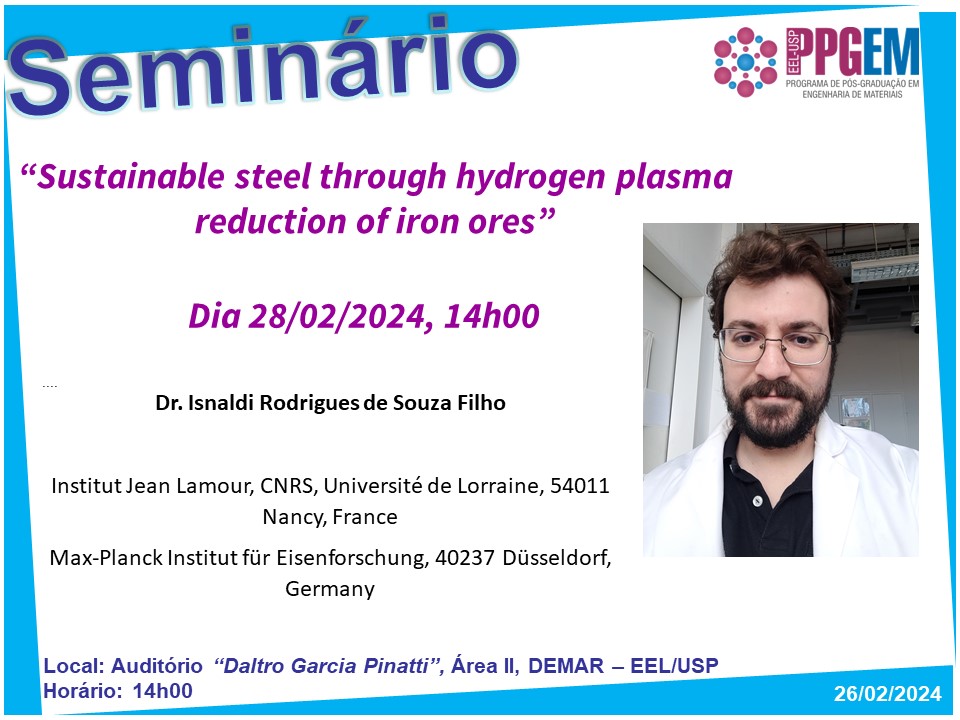 Seminário
EEL-USP
PPGEM
PROGRAMA DE PÓS-GRADUAÇÃO EM
ENGENHARIA DE MATERIAIS
“Sustainable steel through hydrogen plasma
reduction of iron ores”
Dia 28/02/2024, 14h00
....
Dr. Isnaldi Rodrigues de Souza Filho
Institut Jean Lamour, CNRS, Université de Lorraine, 54011
Nancy, France
Max-Planck Institut für Eisenforschung, 40237 Düsseldorf,
Germany
Local: Auditório “Daltro Garcia Pinatti”, Área II, DEMAR – EEL/USP
Horário: 14h00
26/02/2024